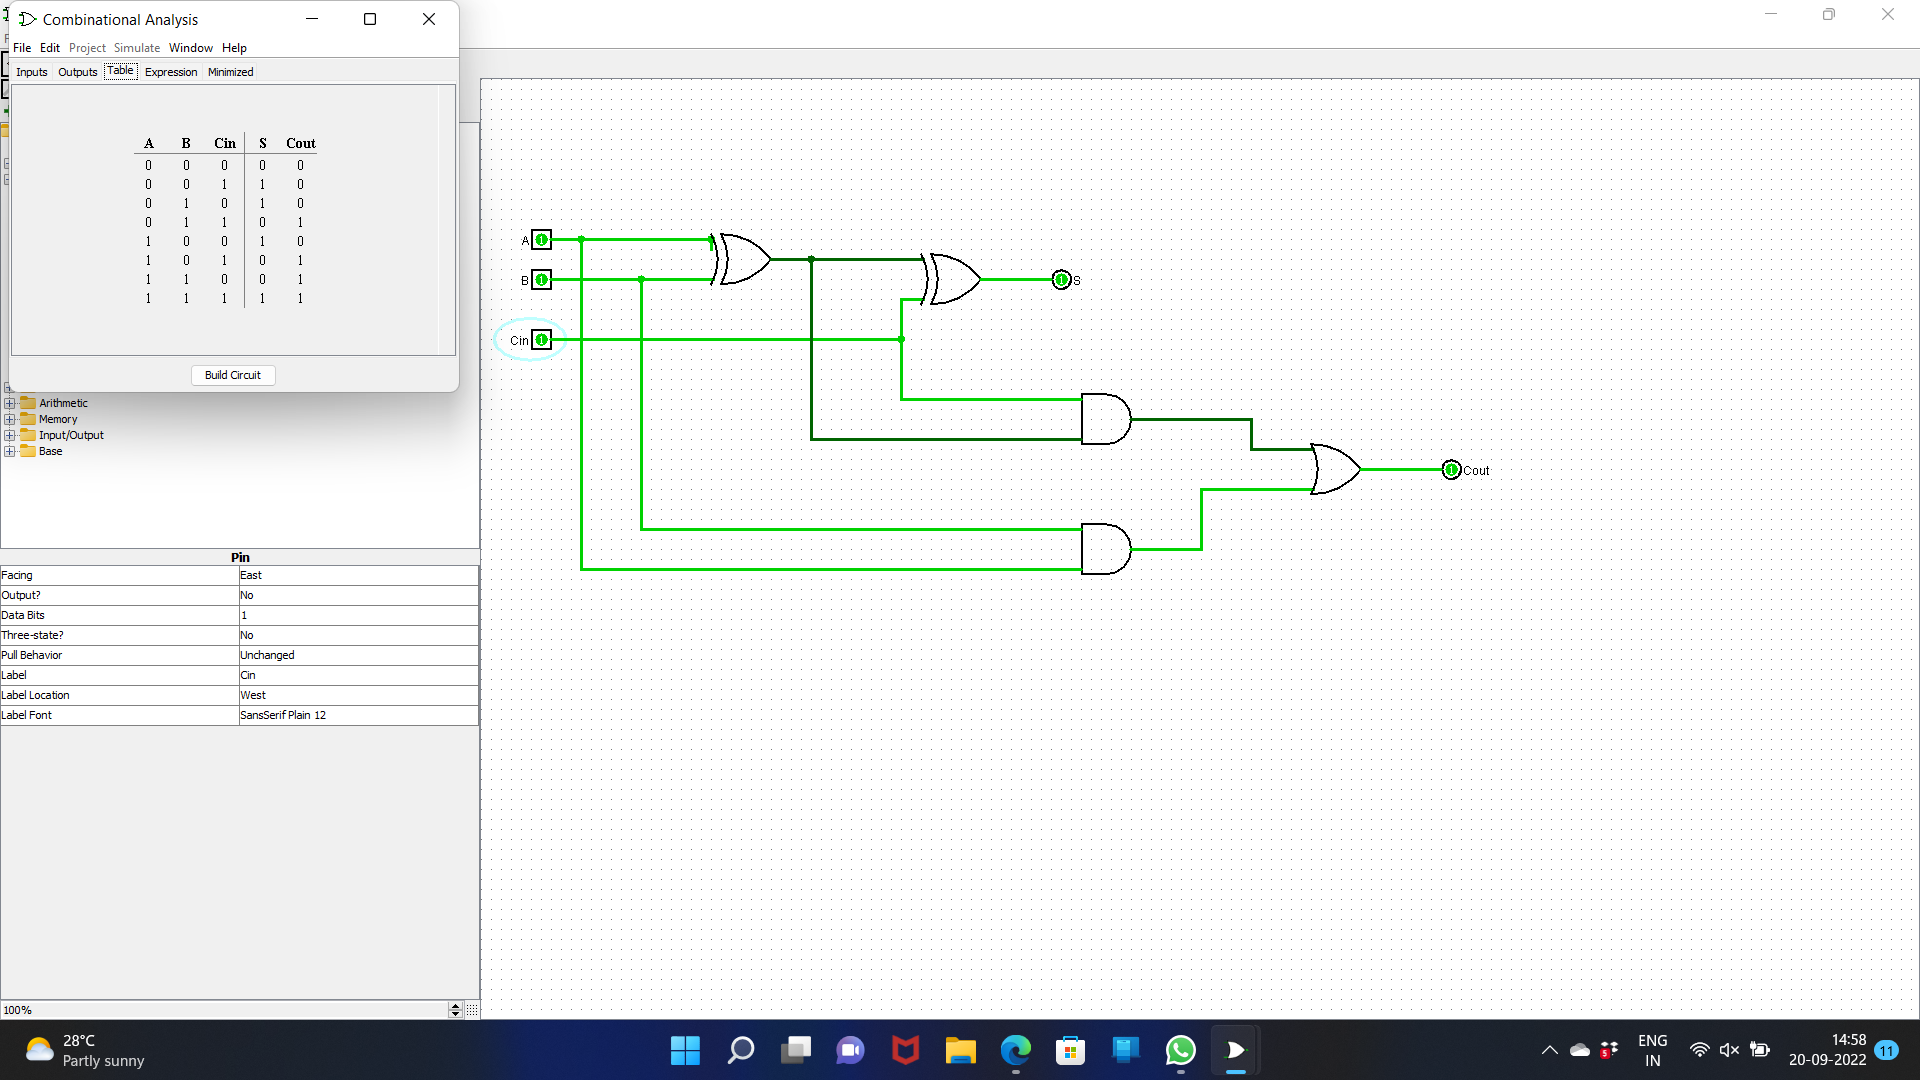 Combinational Analysis
File Edit Project Simulate Window Help
Inputs Outputs Table Expression Minimized
A B Cin S Cout
0 0 0 0 0
0 0 1 1 0
0 1 0 1 0
0 1 1 0 1
1 0 0 1 0
1 0 1 0 1
1 1 0 0 1
1 1 1 1 1
Build Circuit
Arithmetic
Memory
Input/Output
Base
Pin
Facing East
Output? No
Data Bits 1
Three-state? No
Pull Behavior Unchanged
Label Cin
Label Location West
Label Font SansSerif Plain 12
100%
A 1
B 1
Cin 1
1 S
1 Cout
28°C
Partly sunny
5
ENG
IN
14:58
20-09-2022
11